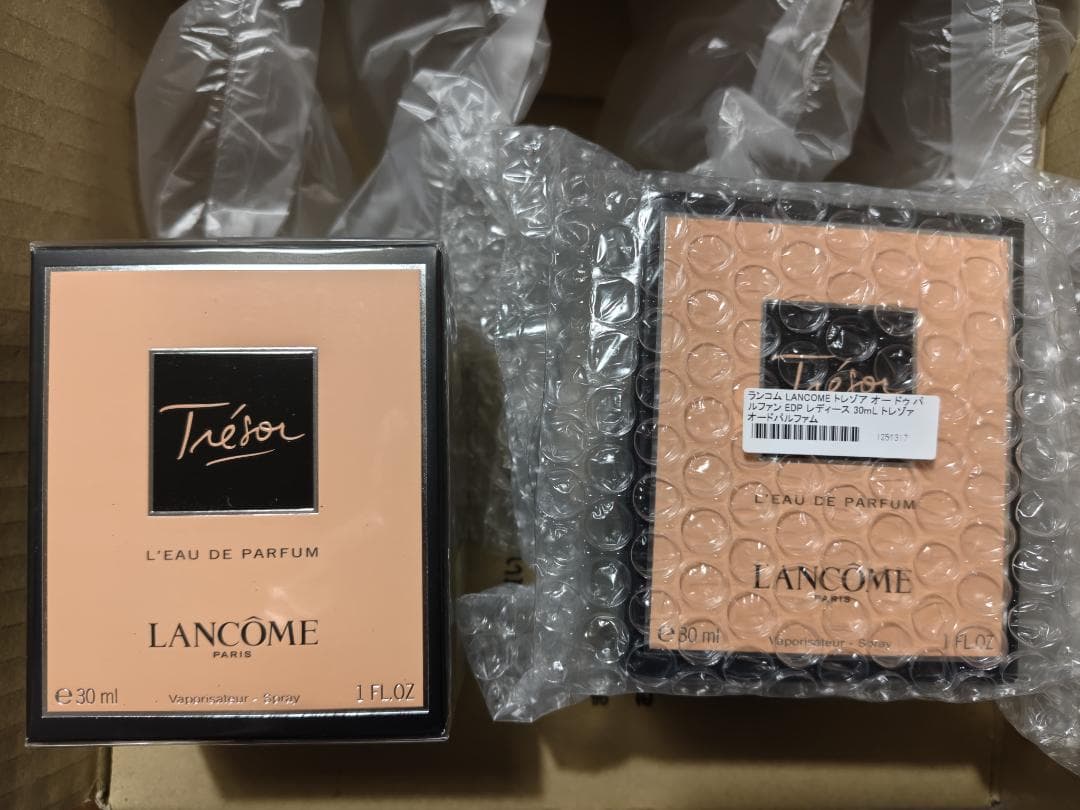 Trésor
L'EAU DE PARFUM
LANCÔME
PARIS
e 30 ml
Vaporisateur - Spray
1 FL.OZ
Trésor
ランコム LANCOME トレゾア オー ドゥ パ
ルファン EDP レディース 30mL トレゾァ
オードパルファム
1251317
L'EAU DE PARFUM
LANCÔME
PARIS
e 30 ml
Vaporisateur - Spray
1 FL.OZ